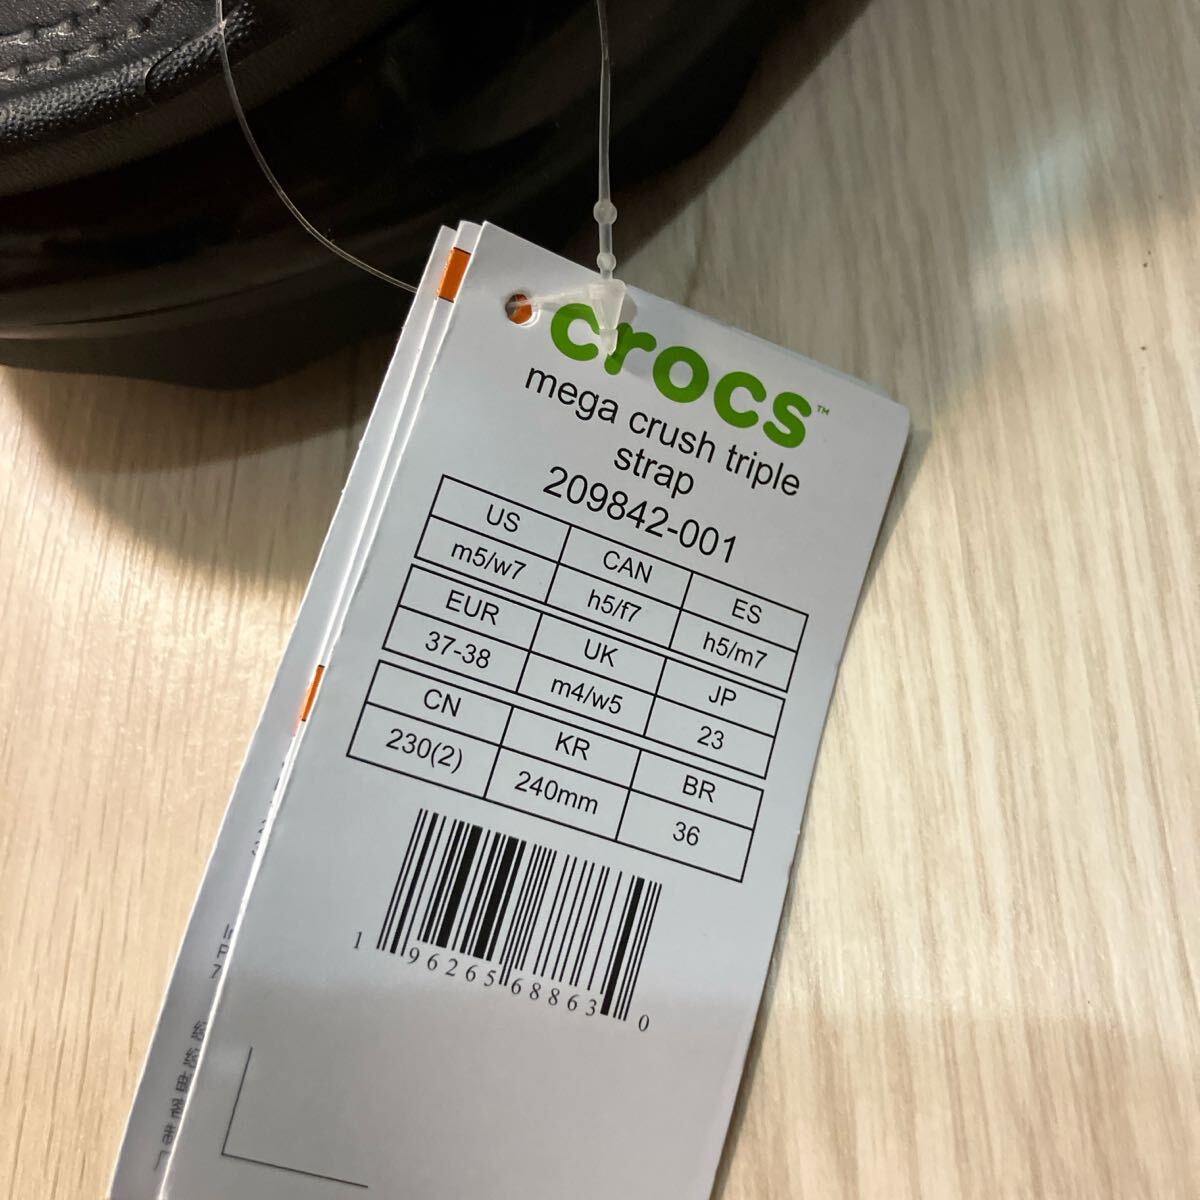 crocs™
mega crush triple
strap
209842-001
US CAN ES
m5/w7 h5/f7 h5/m7
EUR UK JP
37-38 m4/w5 23
CN KR BR
230(2) 240mm 36
1 96265 68863 0